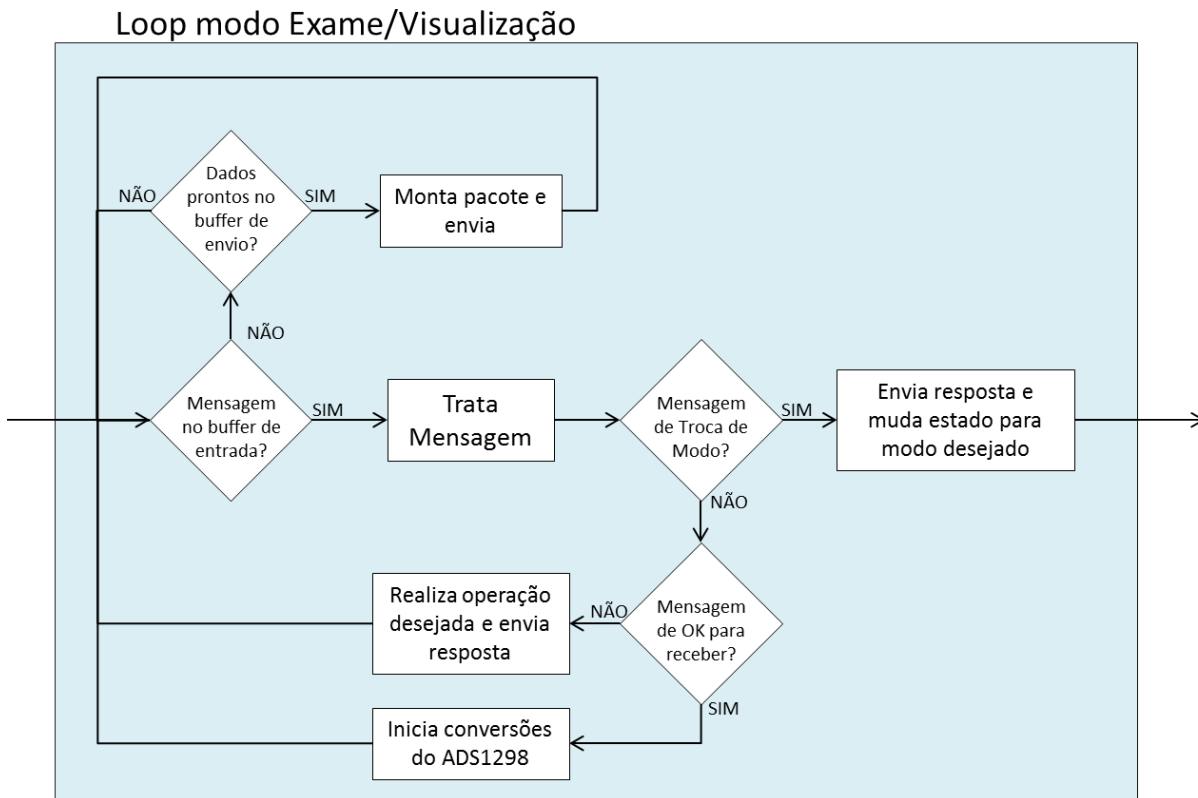 Loop modo Exame/Visualização
Dados
prontos no
buffer de
envio?
NÃO
SIM
Monta pacote e
envia
NÃO
Mensagem
no buffer de
entrada?
SIM
Trata
Mensagem
Mensagem
de Troca de
Modo?
SIM
Envia resposta e
muda estado para
modo desejado
NÃO
Mensagem
de OK para
receber?
NÃO
Realiza operação
desejada e envia
resposta
SIM
Inicia conversões
do ADS1298